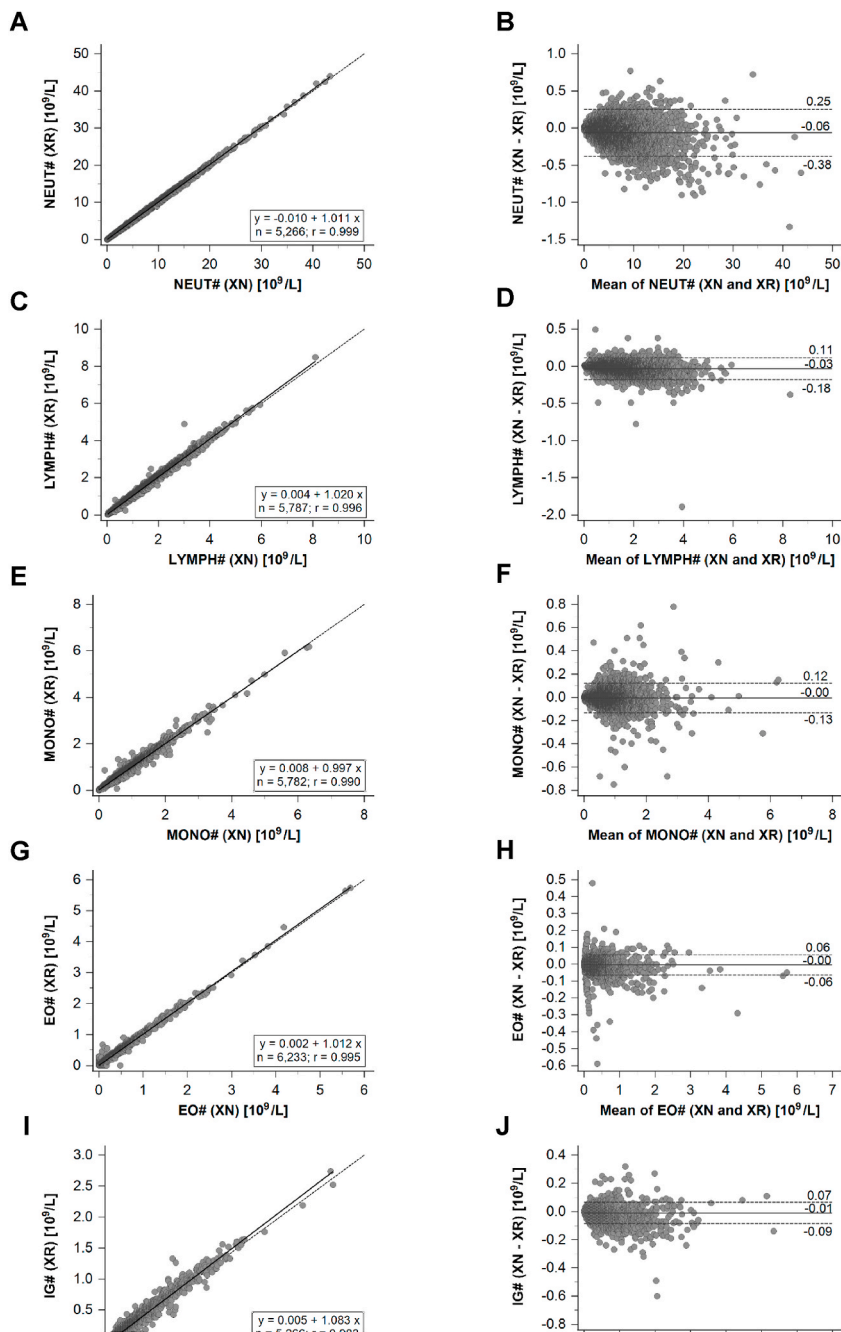 A
50
40
30
20
10
0
NEUT# (XR) [10⁹/L]
y = -0.010 + 1.011 x
n = 5,266; r = 0.999
0 10 20 30 40 50
NEUT# (XN) [10⁹/L]
B
1.0
0.5
0.0
-0.5
-1.0
-1.5
NEUT# (XN - XR) [10⁹/L]
0.25
-0.06
-0.38
0 10 20 30 40 50
Mean of NEUT# (XN and XR) [10⁹/L]
C
10
8
6
4
2
0
LYMPH# (XR) [10⁹/L]
y = 0.004 + 1.020 x
n = 5,787; r = 0.996
0 2 4 6 8 10
LYMPH# (XN) [10⁹/L]
D
0.5
0.0
-0.5
-1.0
-1.5
-2.0
LYMPH# (XN - XR) [10⁹/L]
0.11
-0.03
-0.18
0 2 4 6 8 10
Mean of LYMPH# (XN and XR) [10⁹/L]
E
8
6
4
2
0
MONO# (XR) [10⁹/L]
y = 0.008 + 0.997 x
n = 5,782; r = 0.990
0 2 4 6 8
MONO# (XN) [10⁹/L]
F
0.8
0.6
0.4
0.2
0.0
-0.2
-0.4
-0.6
-0.8
MONO# (XN - XR) [10⁹/L]
0.12
-0.00
-0.13
0 2 4 6 8
Mean of MONO# (XN and XR) [10⁹/L]
G
6
5
4
3
2
1
0
EO# (XR) [10⁹/L]
y = 0.002 + 1.012 x
n = 6,233; r = 0.995
0 1 2 3 4 5 6
EO# (XN) [10⁹/L]
H
0.5
0.4
0.3
0.2
0.1
0.0
-0.1
-0.2
-0.3
-0.4
-0.5
-0.6
EO# (XN - XR) [10⁹/L]
0.06
-0.00
-0.06
0 1 2 3 4 5 6 7
Mean of EO# (XN and XR) [10⁹/L]
I
3.0
2.5
2.0
1.5
1.0
0.5
IG# (XR) [10⁹/L]
y = 0.005 + 1.083 x
J
0.4
0.2
0.0
-0.2
-0.4
-0.6
-0.8
IG# (XN - XR) [10⁹/L]
0.07
-0.01
-0.09